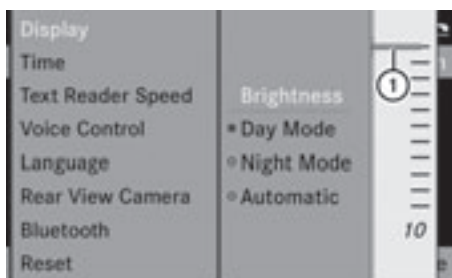 Display
Time
Text Reader Speed
Voice Control
Language
Rear View Camera
Bluetooth
Reset
Brightness
Day Mode
Night Mode
Automatic
1
10